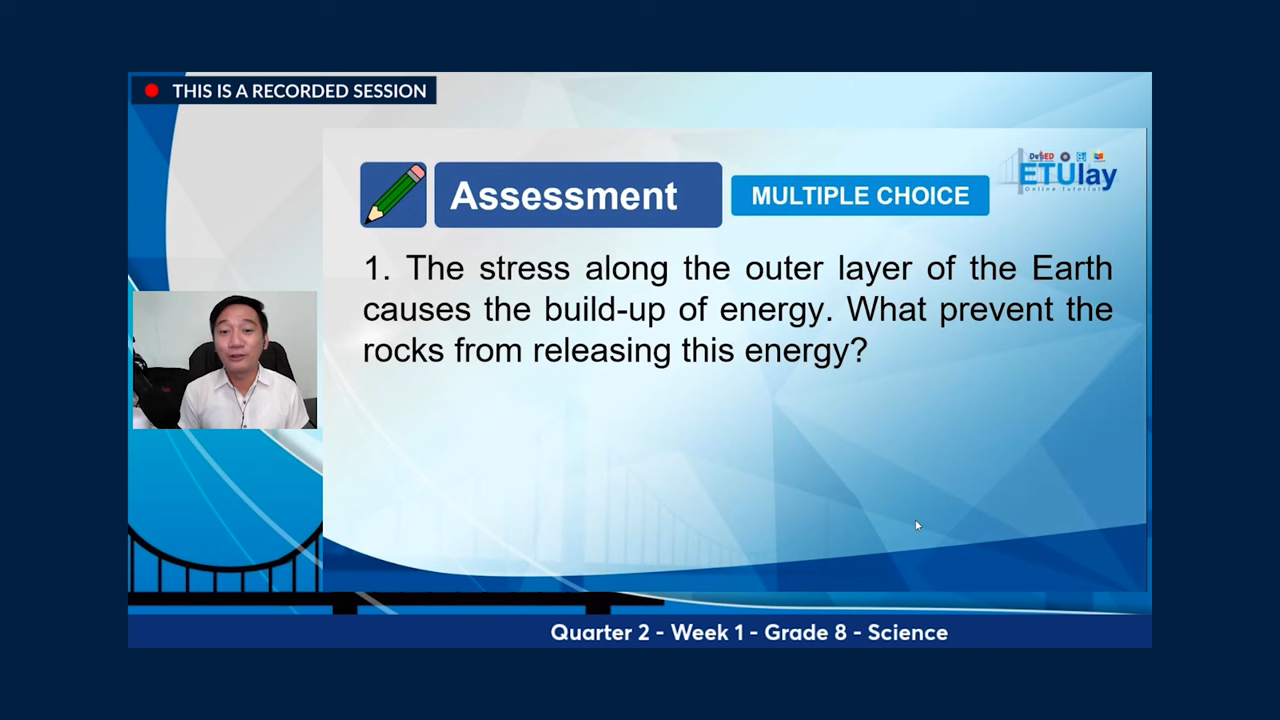 THIS IS A RECORDED SESSION
Assessment
MULTIPLE CHOICE
DepED
ETUlay
Online Tutorial
1. The stress along the outer layer of the Earth
causes the build-up of energy. What prevent the
rocks from releasing this energy?
Quarter 2 - Week 1 - Grade 8 - Science